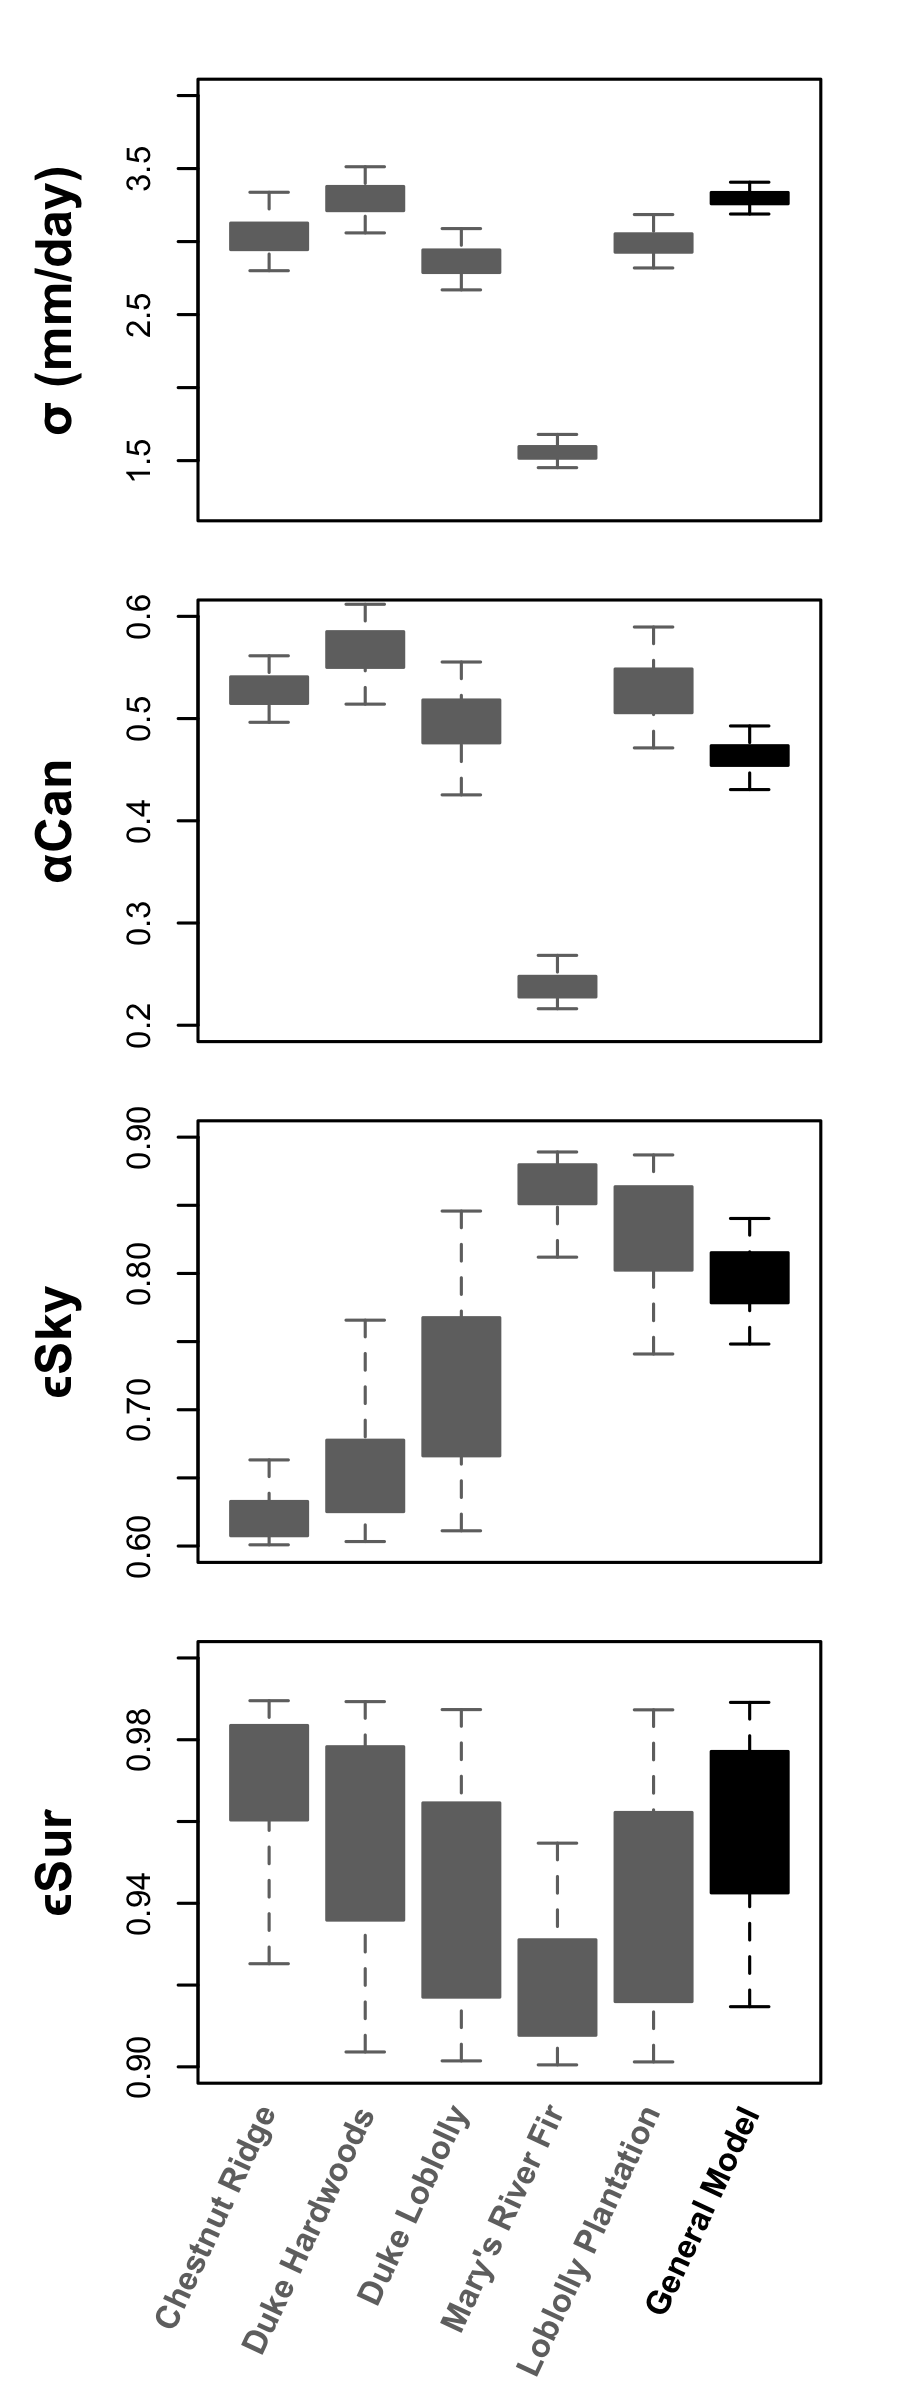 σ (mm/day)
3.5
2.5
1.5
αCan
0.6
0.5
0.4
0.3
0.2
ϵSky
0.90
0.80
0.70
0.60
ϵSur
0.98
0.94
0.90
Chestnut Ridge
Duke Hardwoods
Duke Loblolly
Mary's River Fir
Loblolly Plantation
General Model